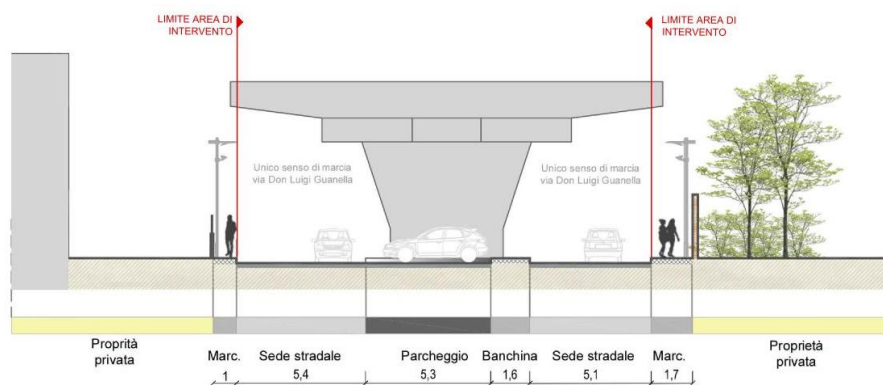 LIMITE AREA DI
INTERVENTO
LIMITE AREA DI
INTERVENTO
Unico senso di marcia
via Don Luigi Guanella
Unico senso di marcia
via Don Luigi Guanella
Proprità
privata
Marc.
Sede stradale
Parcheggio
Banchina
Sede stradale
Marc.
Proprietà
privata
1
5,4
5,3
1,6
5,1
1,7